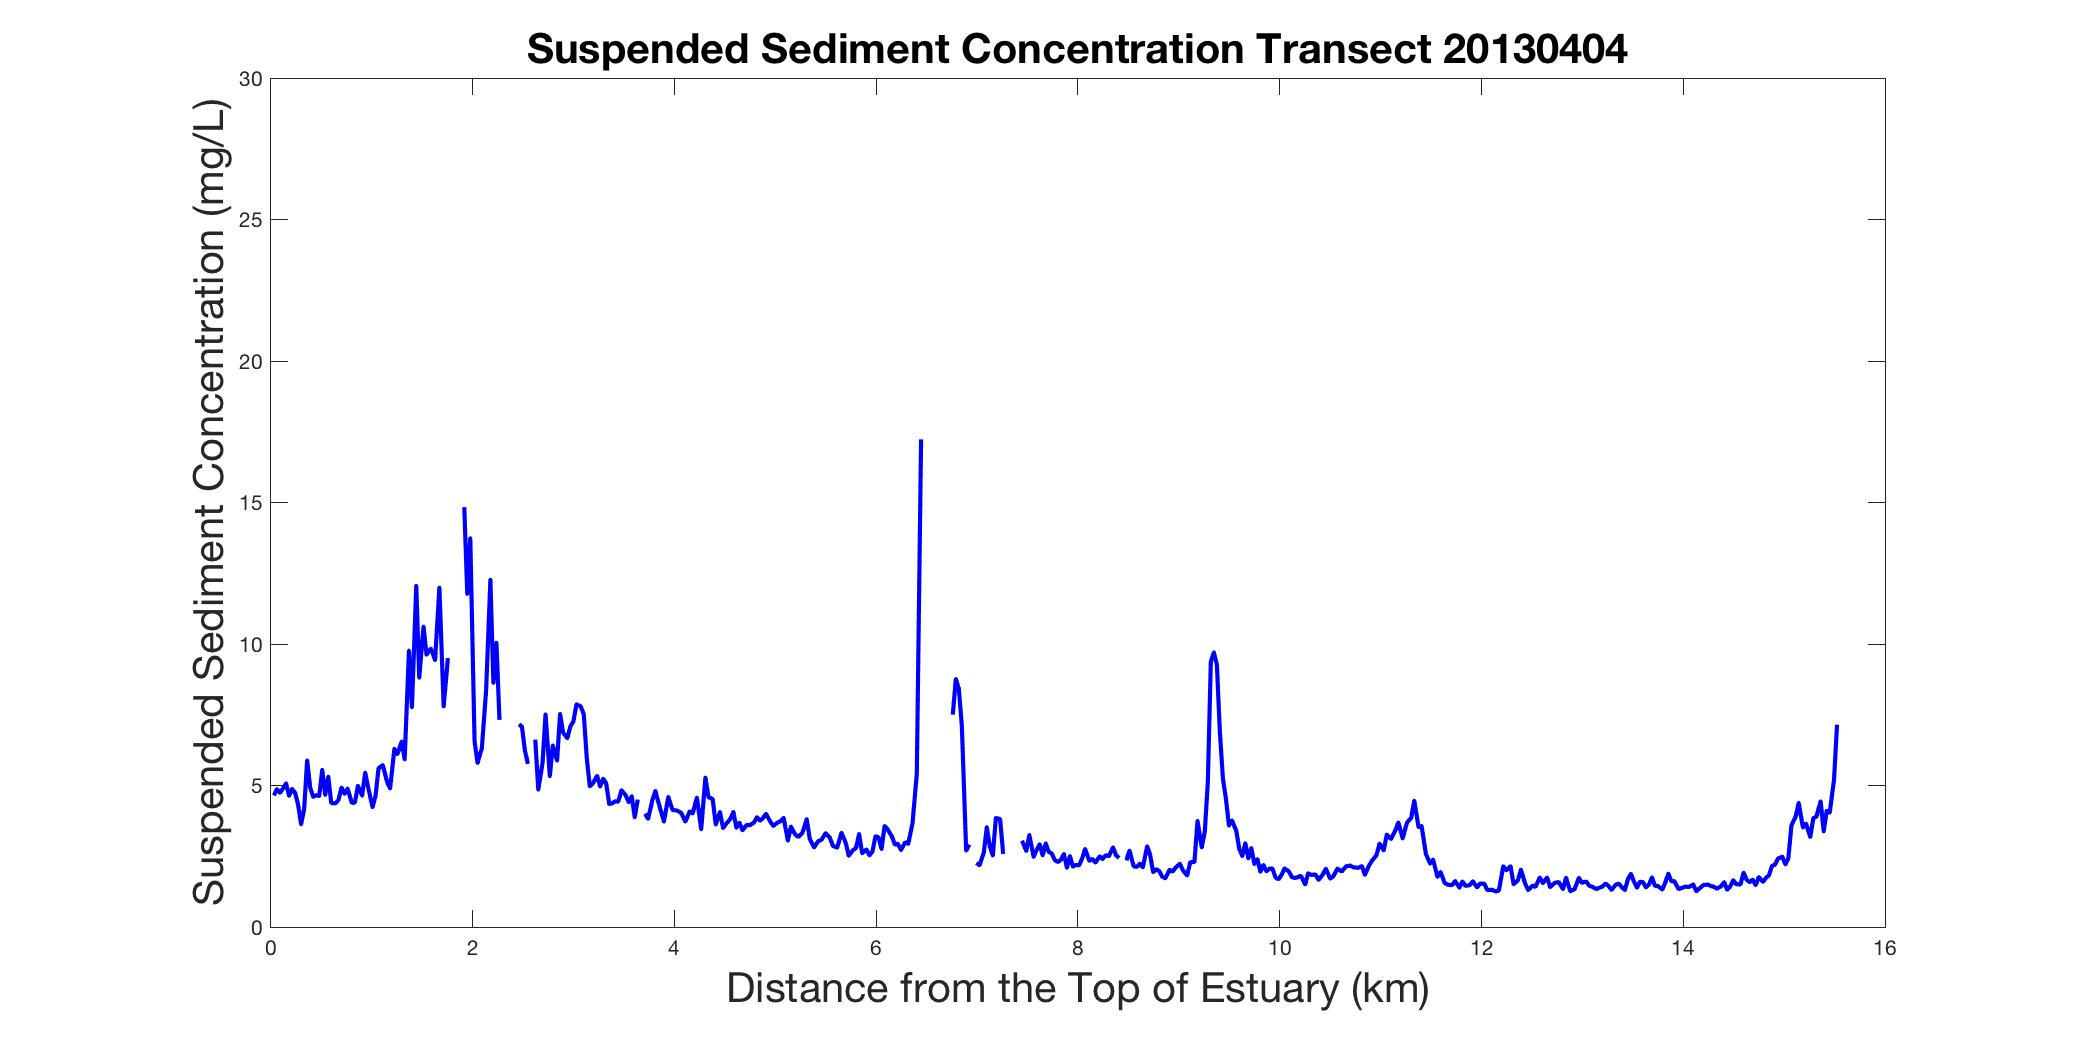 Suspended Sediment Concentration Transect 20130404
Suspended Sediment Concentration (mg/L)
30
25
20
15
10
5
0
0 2 4 6 8 10 12 14 16
Distance from the Top of Estuary (km)